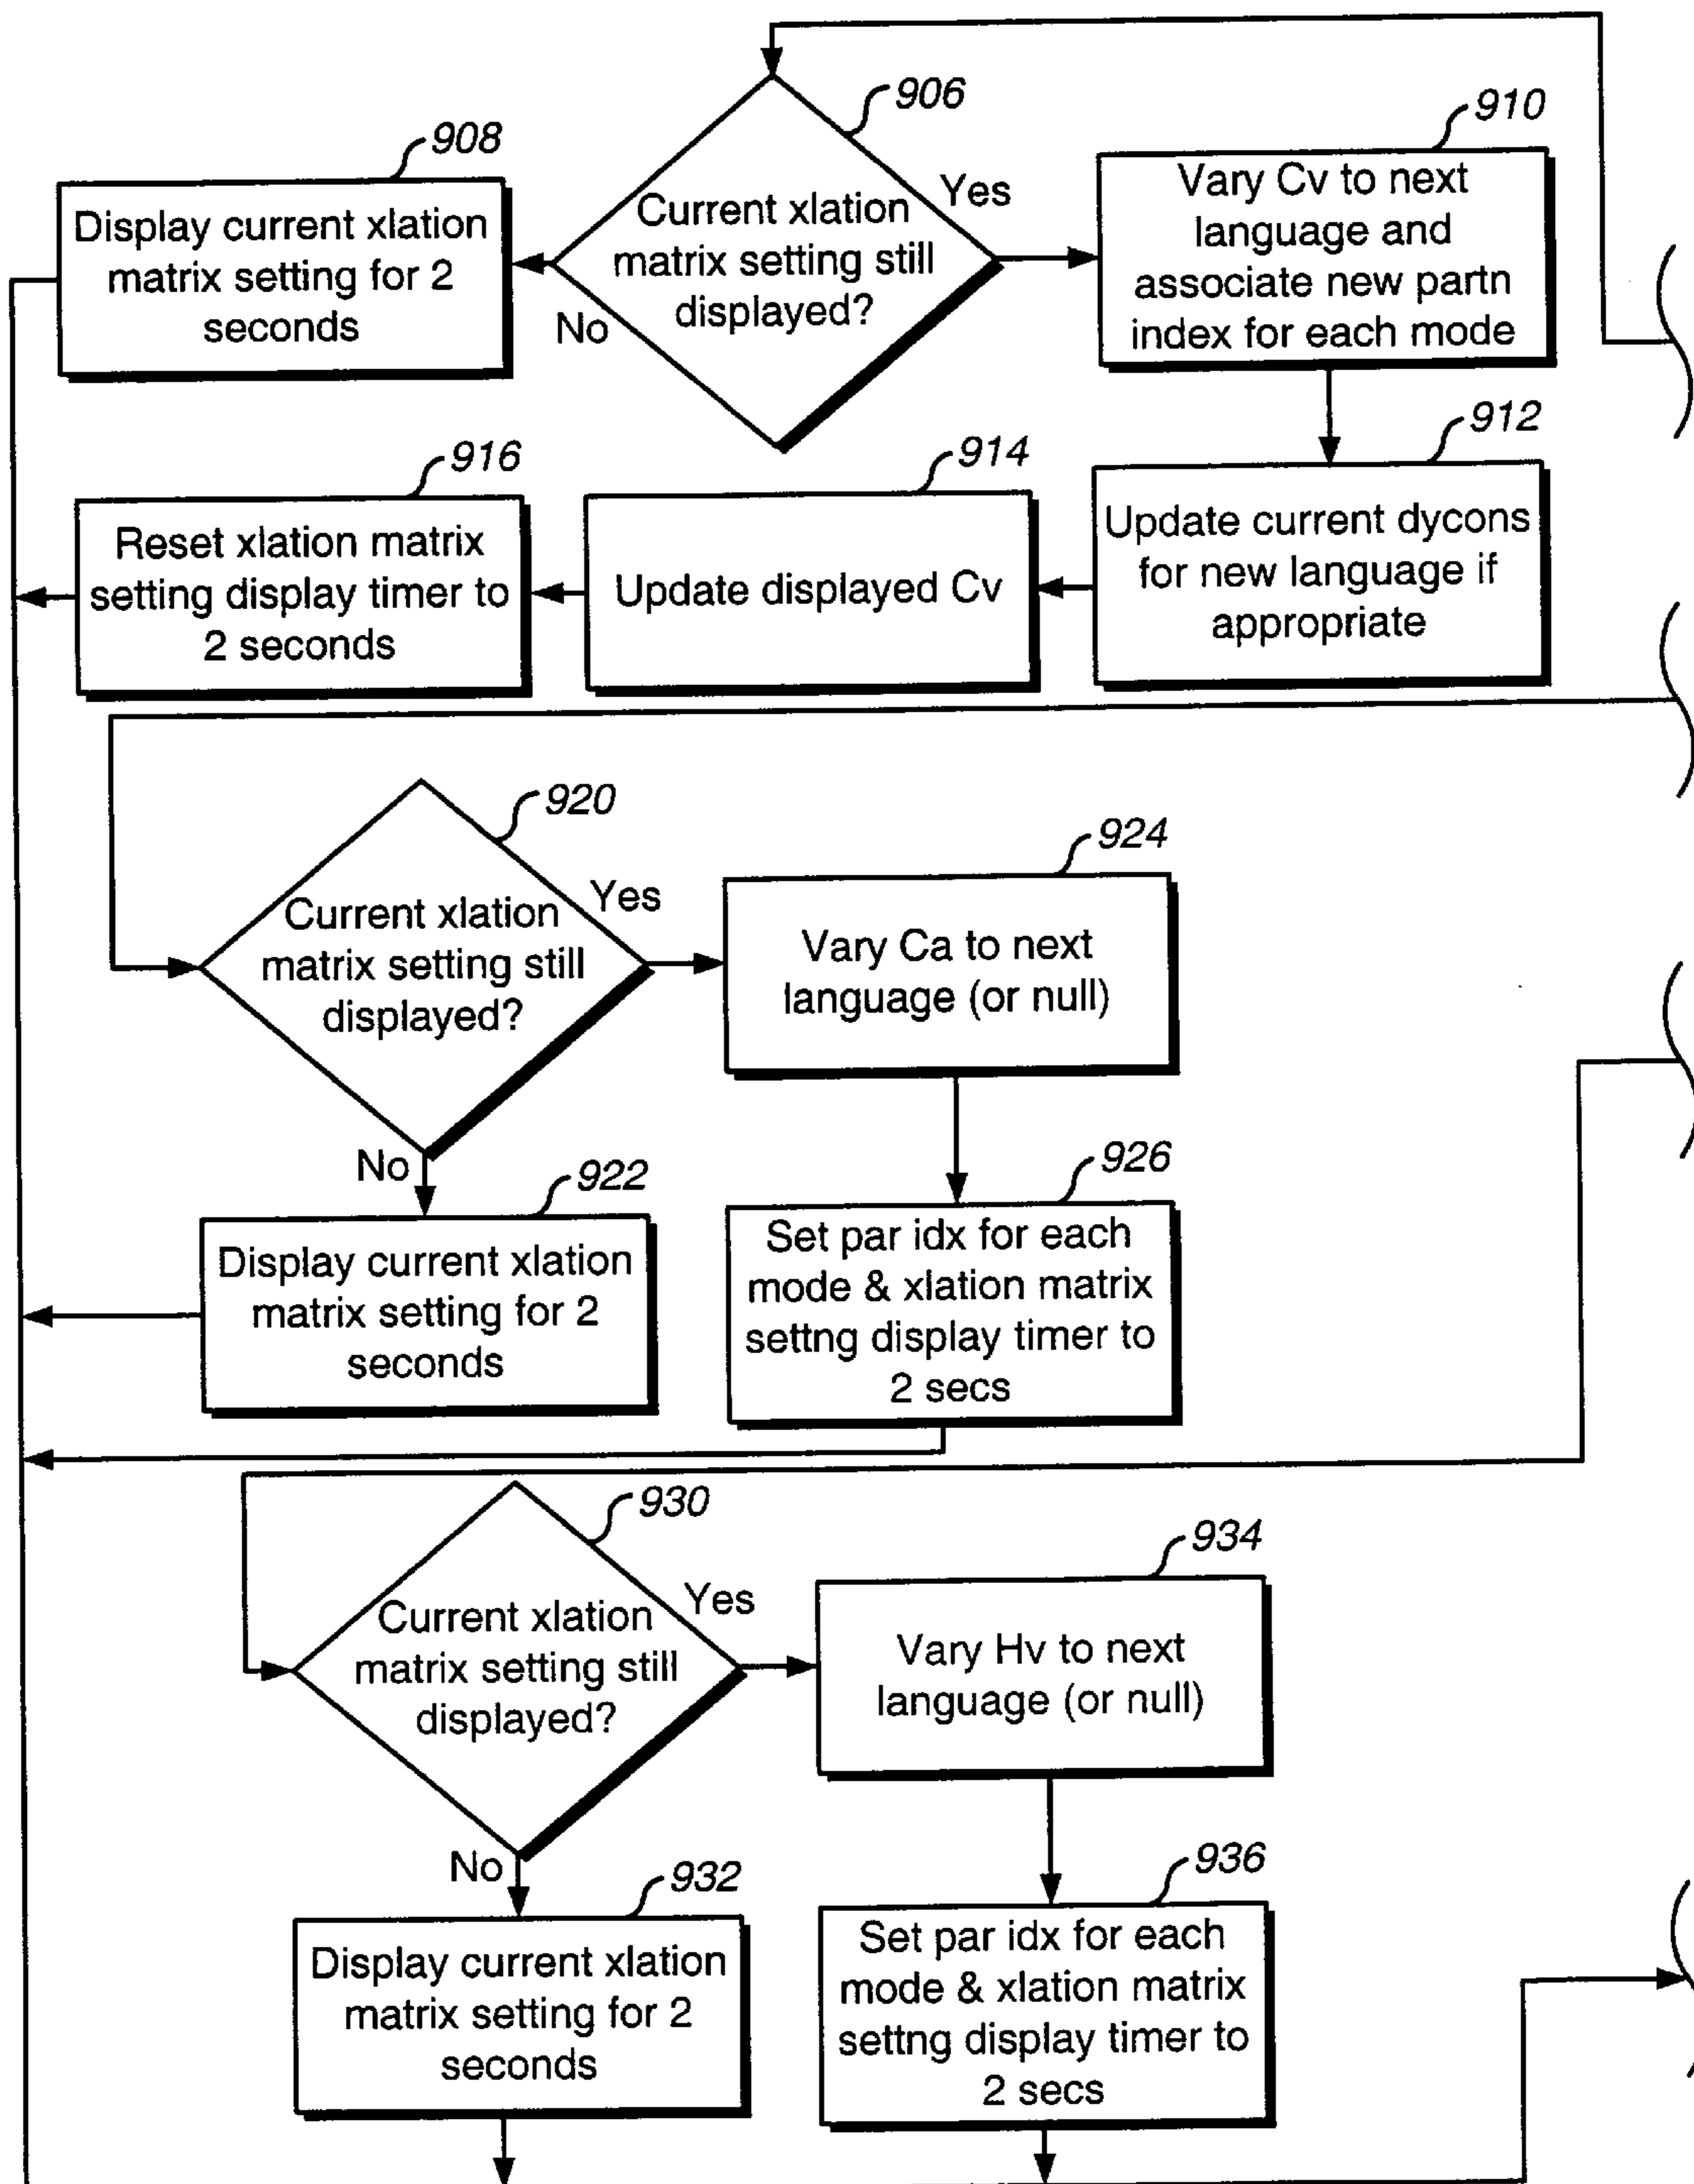 906
Current xlation
matrix setting still
displayed?
Yes
No
908
Display current xlation
matrix setting for 2
seconds
910
Vary Cv to next
language and
associate new partn
index for each mode
912
Update current dycons
for new language if
appropriate
914
Update displayed Cv
916
Reset xlation matrix
setting display timer to
2 seconds
920
Current xlation
matrix setting still
displayed?
Yes
No
924
Vary Ca to next
language (or null)
922
Display current xlation
matrix setting for 2
seconds
926
Set par idx for each
mode & xlation matrix
settng display timer to
2 secs
930
Current xlation
matrix setting still
displayed?
Yes
No
934
Vary Hv to next
language (or null)
932
Display current xlation
matrix setting for 2
seconds
936
Set par idx for each
mode & xlation matrix
settng display timer to
2 secs